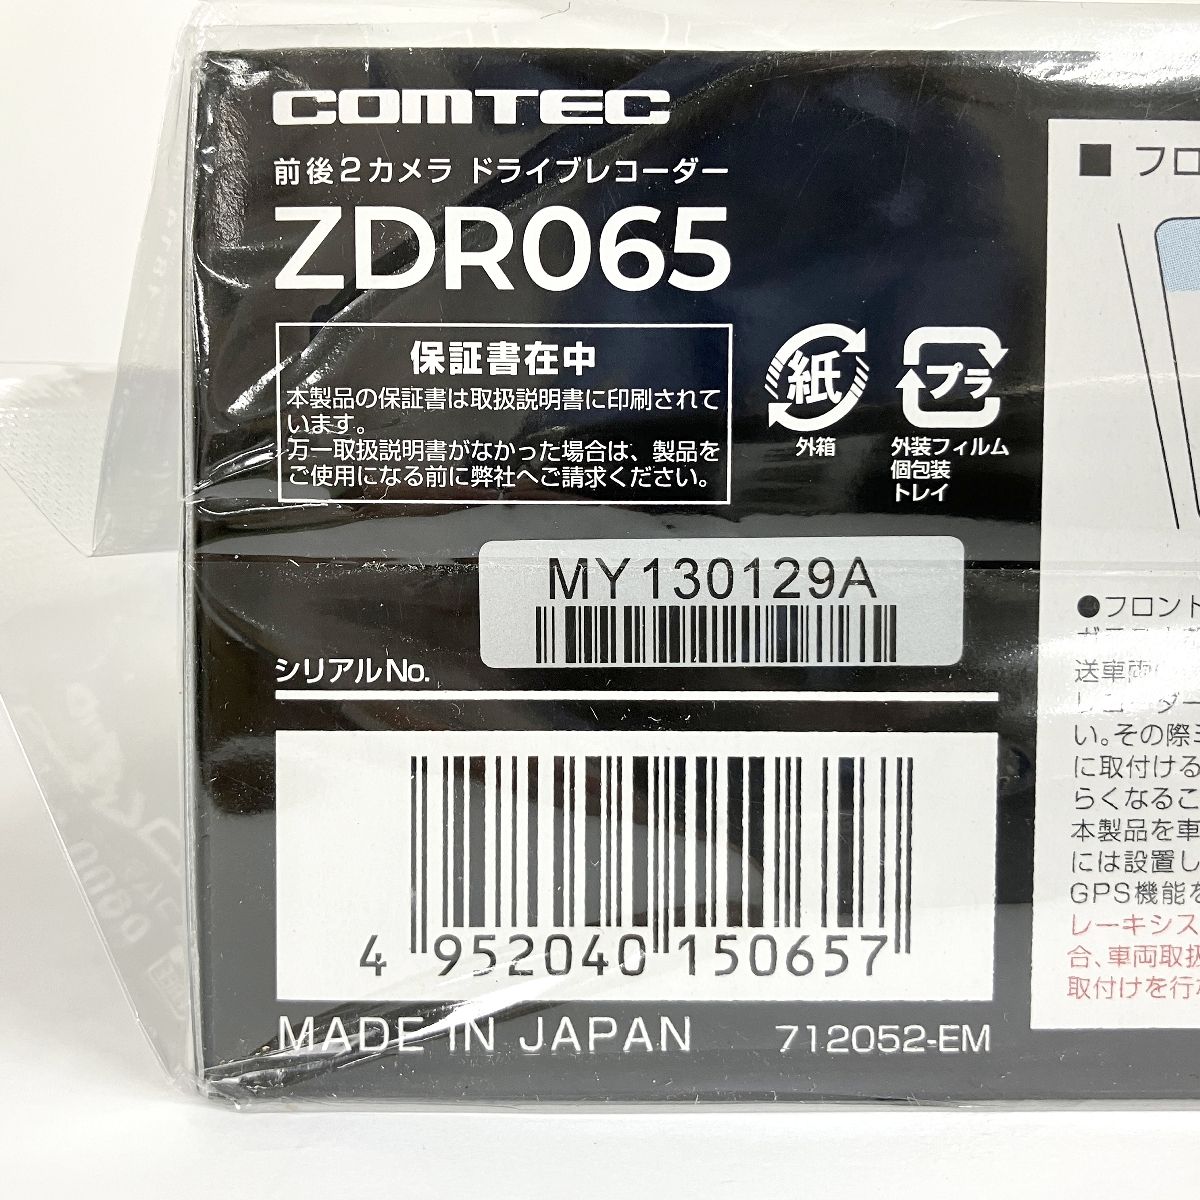 COMTEC
前後2カメラ ドライブレコーダー
ZDR065
保証書在中
本製品の保証書は取扱説明書に印刷されて
います。
万一取扱説明書がなかった場合は、製品を
ご使用になる前に弊社へご請求ください。
紙
外箱
プラ
外装フィルム
個包装
トレイ
MY130129A
シリアルNo.
4 952040 150657
MADE IN JAPAN
712052-EM
■ フロ
●フロント
送車両
レコーダー
い。その際
に取付ける
らくなるこ
本製品を車
には設置し
GPS機能を
レーキシス
合、車両取扱
取付けを行